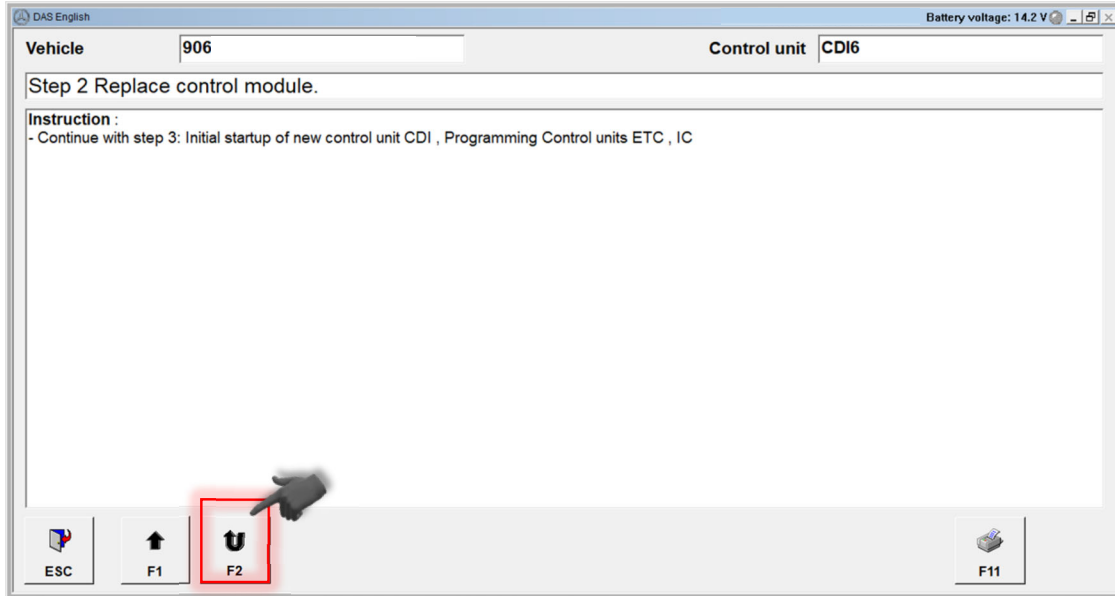 DAS English
Battery voltage: 14.2 V
Vehicle 906 Control unit CDI6
Step 2 Replace control module.
Instruction :
- Continue with step 3: Initial startup of new control unit CDI , Programming Control units ETC , IC
ESC F1 F2 F11